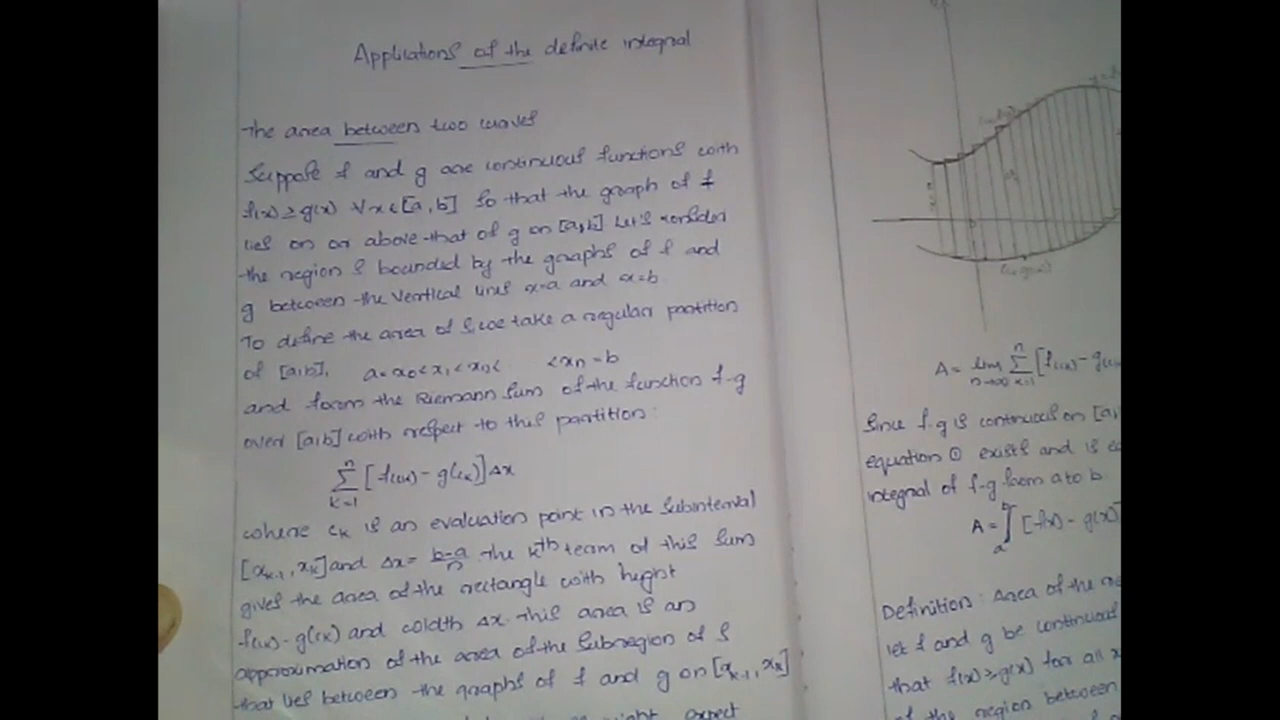 Applications of the definite integral
The area between two curves
Suppose f and g are continuous functions with
f(x) ≥ g(x) ∀x ∈ [a,b] so that the graph of f
lies on or above that of g on [a,b] Let's consider
the region S bounded by the graphs of f and
g between the vertical lines x=a and x=b.
To define the area of S, we take a regular partition
of [a,b], a=x₀<x₁<x₂< <xn=b
and form the Riemann sum of the function f-g
over [a,b] with respect to this partition:
n
∑ [f(ck) - g(ck)] Δx
k=1
where ck is an evaluation point in the subinterval
[xk-1, xk] and Δx = b-a/n. The kth term of this sum
gives the area of the rectangle with height
f(ck) - g(ck) and width Δx. this area is an
approximation of the area of the subregion of S
that lies between the graphs of f and g on [xk-1, xk]
expect
A = lim n→∞ ∑ k=1 n [f(ck) - g(
Since f-g is continuous on [a,
equation ① exists and is
integral of f-g from a to b.
A = ∫ a b [f(x) - g(x)]
Definition: Area of the
let f and g be continuous
that f(x) ≥ g(x) for all x
of the region between